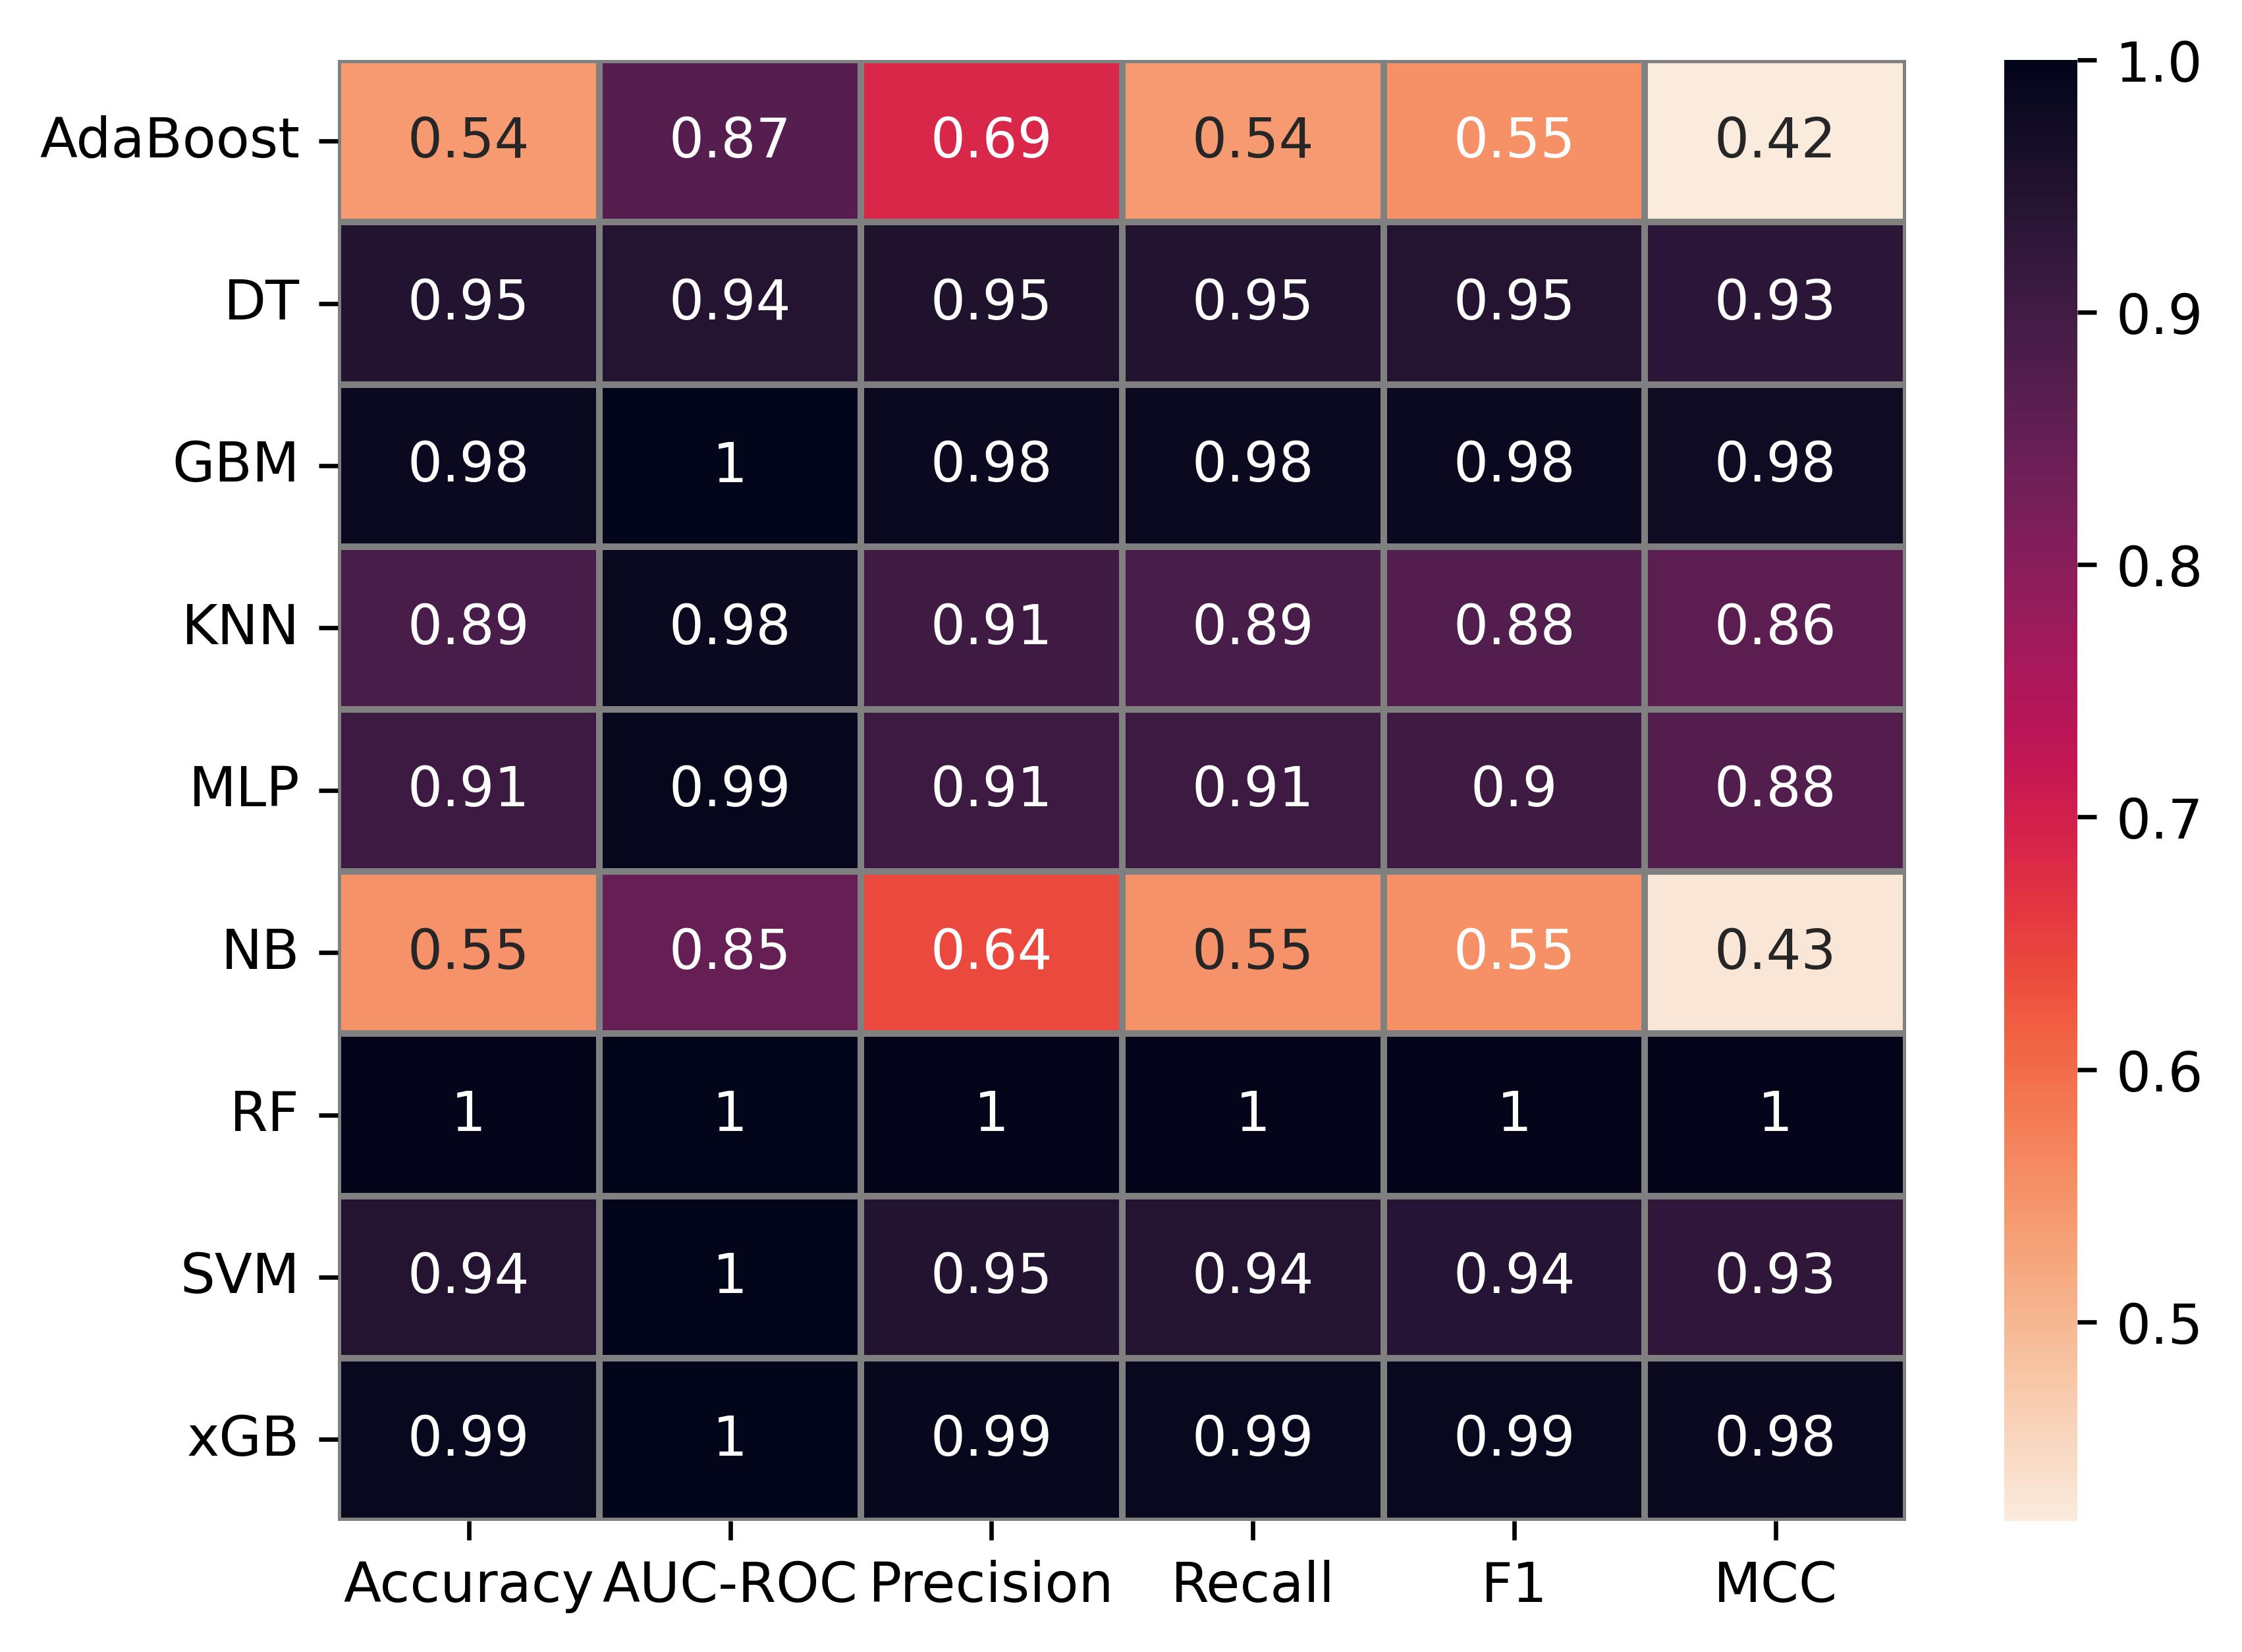 AdaBoost 0.54 0.87 0.69 0.54 0.55 0.42
DT 0.95 0.94 0.95 0.95 0.95 0.93
GBM 0.98 1 0.98 0.98 0.98 0.98
KNN 0.89 0.98 0.91 0.89 0.88 0.86
MLP 0.91 0.99 0.91 0.91 0.9 0.88
NB 0.55 0.85 0.64 0.55 0.55 0.43
RF 1 1 1 1 1 1
SVM 0.94 1 0.95 0.94 0.94 0.93
xGB 0.99 1 0.99 0.99 0.99 0.98
Accuracy AUC-ROC Precision Recall F1 MCC
1.0
0.9
0.8
0.7
0.6
0.5